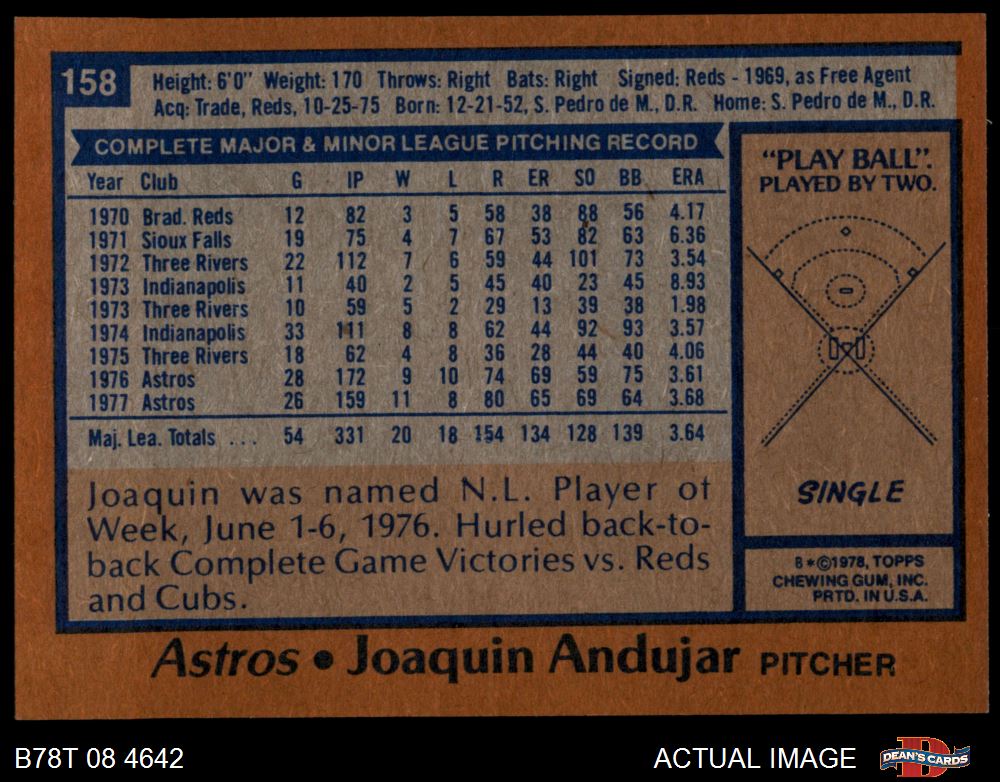 158
Height: 6'0" Weight: 170 Throws: Right Bats: Right Signed: Reds - 1969, as Free Agent
Acq: Trade, Reds, 10-25-75 Born: 12-21-52, S. Pedro de M., D.R. Home: S. Pedro de M., D.R.
COMPLETE MAJOR & MINOR LEAGUE PITCHING RECORD
Year Club G IP W L R ER SO BB ERA
1970 Brad. Reds 12 82 3 5 58 38 88 56 4.17
1971 Sioux Falls 19 75 4 7 67 53 82 63 6.36
1972 Three Rivers 22 112 7 6 59 44 101 73 3.54
1973 Indianapolis 11 40 2 5 45 40 23 45 8.93
1973 Three Rivers 10 59 5 2 29 13 39 38 1.98
1974 Indianapolis 33 111 8 8 62 44 92 93 3.57
1975 Three Rivers 18 62 4 8 36 28 44 40 4.06
1976 Astros 28 172 9 10 74 69 59 75 3.61
1977 Astros 26 159 11 8 80 65 69 64 3.68
Maj. Lea. Totals ... 54 331 20 18 154 134 128 139 3.64
Joaquin was named N.L. Player of
Week, June 1-6, 1976. Hurled back-to-
back Complete Game Victories vs. Reds
and Cubs.
"PLAY BALL".
PLAYED BY TWO.
SINGLE
B*©1978, TOPPS
CHEWING GUM, INC.
PRTD. IN U.S.A.
Astros • Joaquin Andujar PITCHER
B78T 08 4642
ACTUAL IMAGE
DEAN'S CARDS